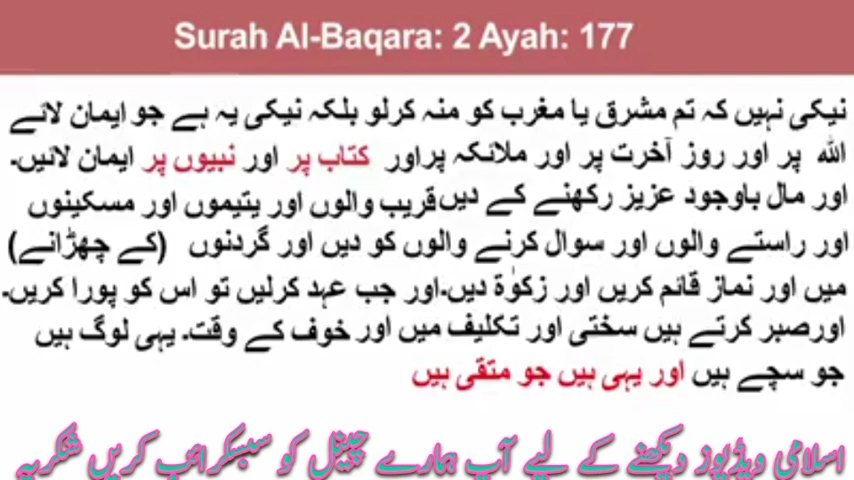 Surah Al-Baqara: 2 Ayah: 177
نیکی نہیں کہ تم مشرق یا مغرب کو منہ کرلو بلکہ نیکی یہ ہے جو ایمان لائے
اللہ پر اور روز آخرت پر اور ملائکہ پراور کتاب پر اور نبیوں پر ایمان لائیں۔
اور مال باوجود عزیز رکھنے کے دیں قریب والوں اور یتیموں اور مسکینوں
اور راستے والوں اور سوال کرنے والوں کو دیں اور گردنوں (کے چھڑانے)
میں اور نماز قائم کریں اور زکوٰۃ دیں۔اور جب عہد کرلیں تو اس کو پورا کریں۔
اورصبر کرتے ہیں سختی اور تکلیف میں اور خوف کے وقت۔ یہی لوگ ہیں
جو سچے ہیں اور یہی ہیں جو متقی ہیں
اسلامی ویڈیوز دیکھنے کے لیے آپ ہمارے چینل کو سبسکرائب کریں شکریہ